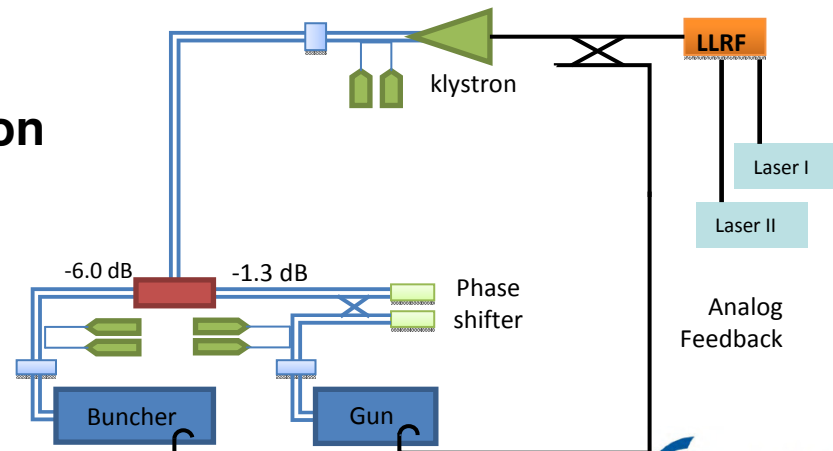 LLRF
klystron
on
Laser I
Laser II
-6.0 dB
-1.3 dB
Phase
shifter
Analog
Feedback
Buncher
Gun